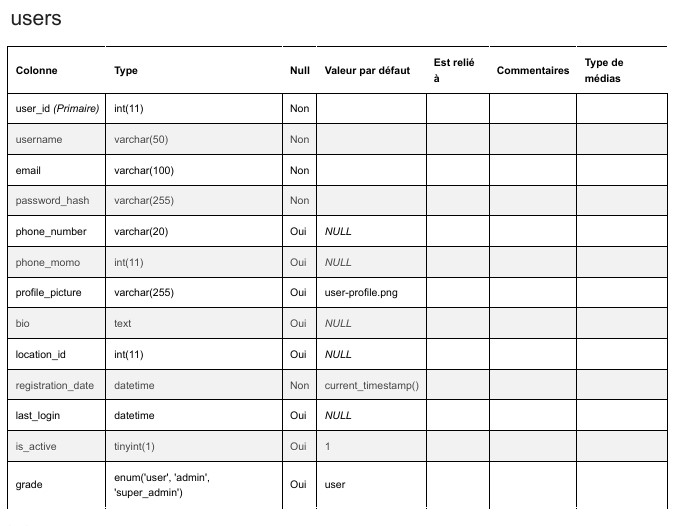 users
Colonne Type Null Valeur par défaut Est relié à Commentaires Type de médias
user_id (Primaire) int(11) Non
username varchar(50) Non
email varchar(100) Non
password_hash varchar(255) Non
phone_number varchar(20) Oui NULL
phone_momo int(11) Oui NULL
profile_picture varchar(255) Oui user-profile.png
bio text Oui NULL
location_id int(11) Oui NULL
registration_date datetime Non current_timestamp()
last_login datetime Oui NULL
is_active tinyint(1) Oui 1
grade enum('user', 'admin', 'super_admin') Oui user